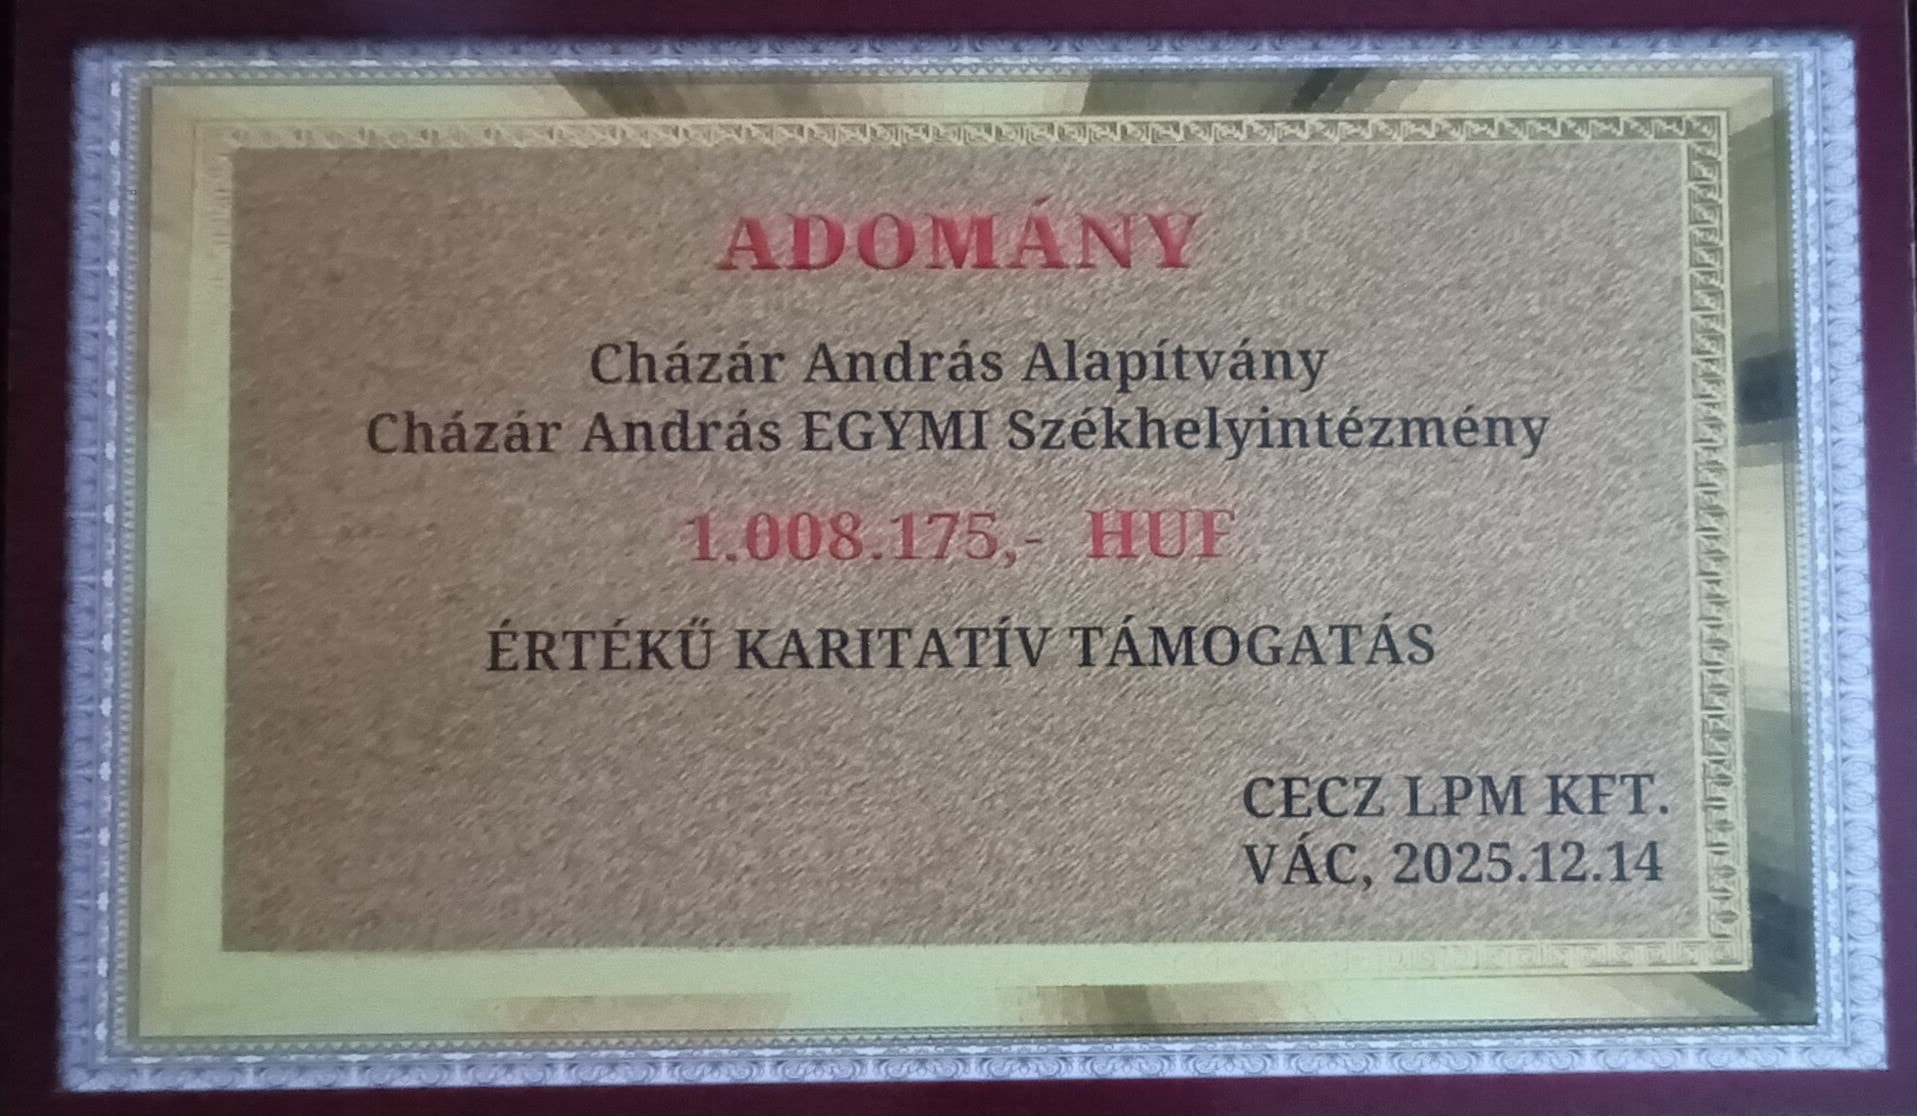 ADOMÁNY
Cházár András Alapítvány
Cházár András EGYMI Székhelyintézmény
1.008.175,- HUF
ÉRTÉKŰ KARITATÍV TÁMOGATÁS
CECZ LPM KFT.
VÁC, 2025.12.14